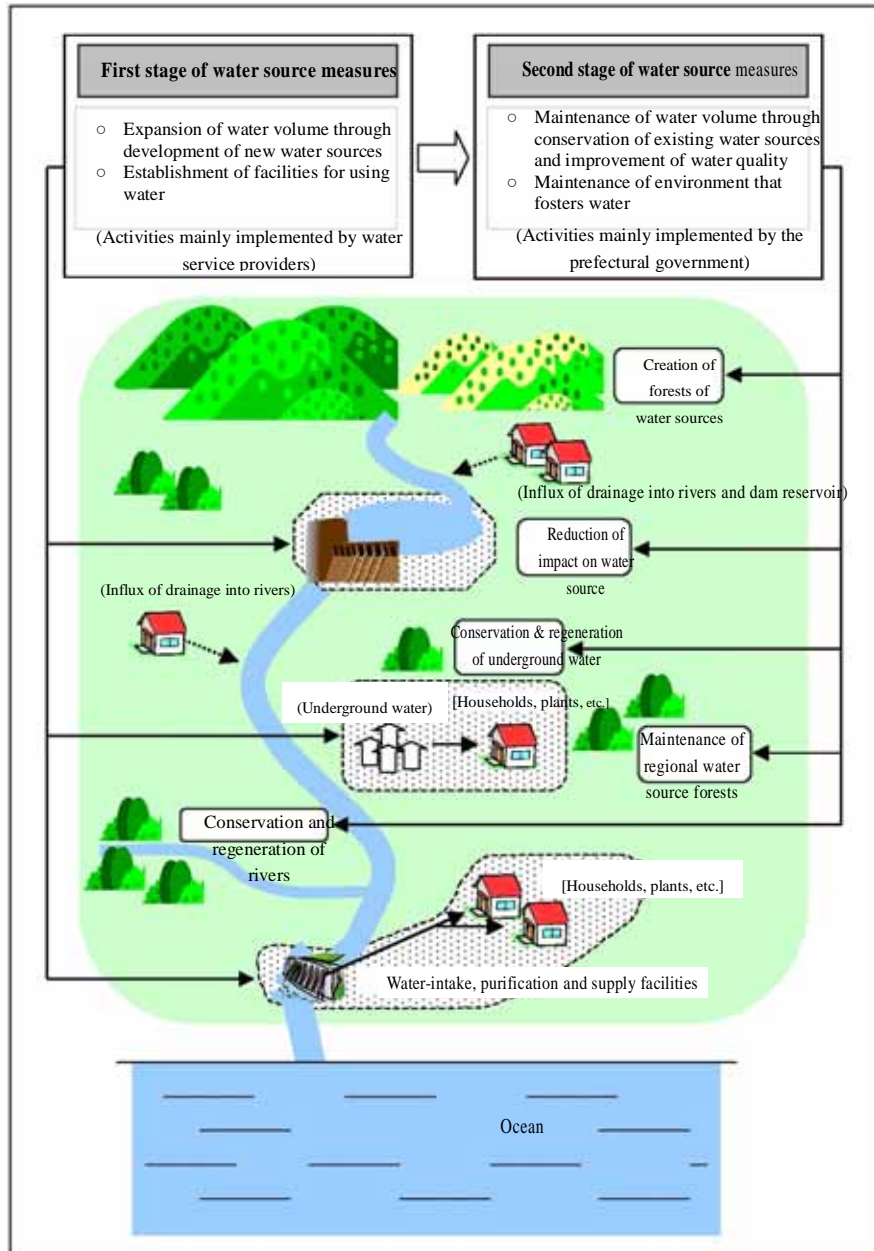 First stage of water source measures
○ Expansion of water volume through
development of new water sources
○ Establishment of facilities for using
water
(Activities mainly implemented by water
service providers)
Second stage of water source measures
○ Maintenance of water volume through
conservation of existing water sources
and improvement of water quality
○ Maintenance of environment that
fosters water
(Activities mainly implemented by the
prefectural government)
Creation of
forests of
water sources
(Influx of drainage into rivers and dam reservoir)
Reduction of
impact on water
source
(Influx of drainage into rivers)
Conservation & regeneration
of underground water
(Underground water)
[Households, plants, etc.]
Maintenance of
regional water
source forests
Conservation and
regeneration of
rivers
[Households, plants, etc.]
Water-intake, purification and supply facilities
Ocean